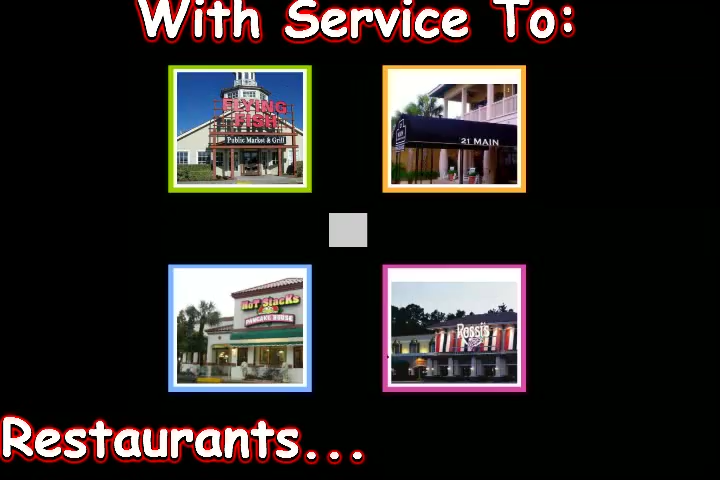 With Service To:
FLYING
FISH
Public Market & Grill
21 MAIN
HOT STACKS
PANCAKE HOUSE
ROSSI'S
Restaurants...